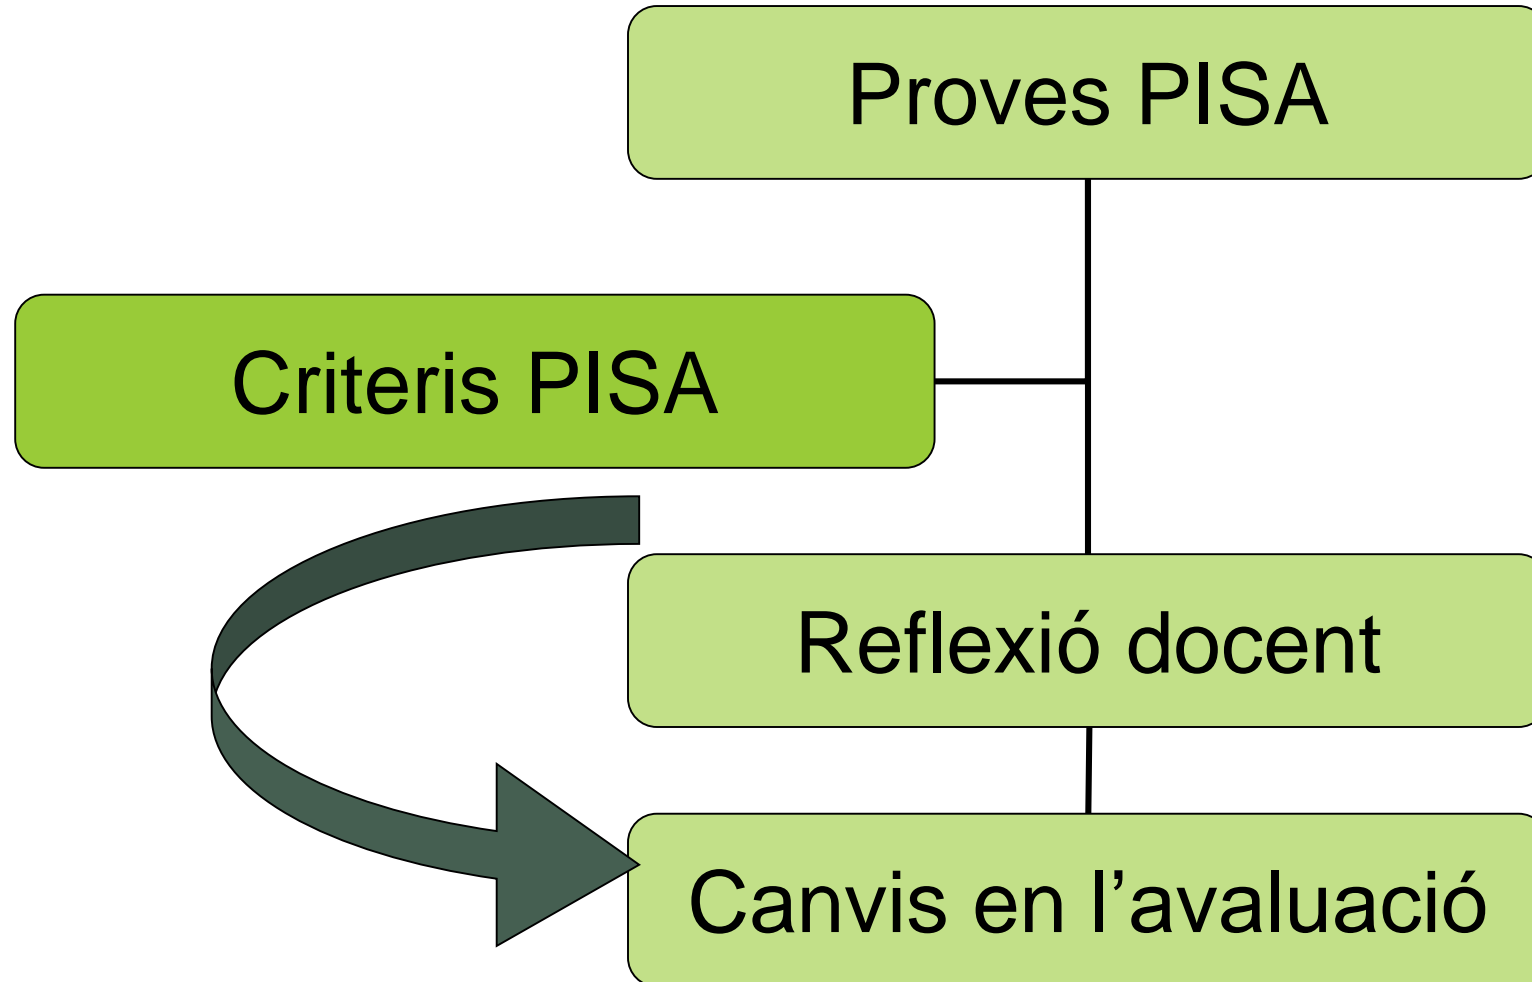 Proves PISA
Criteris PISA
Reflexió docent
Canvis en l’avaluació